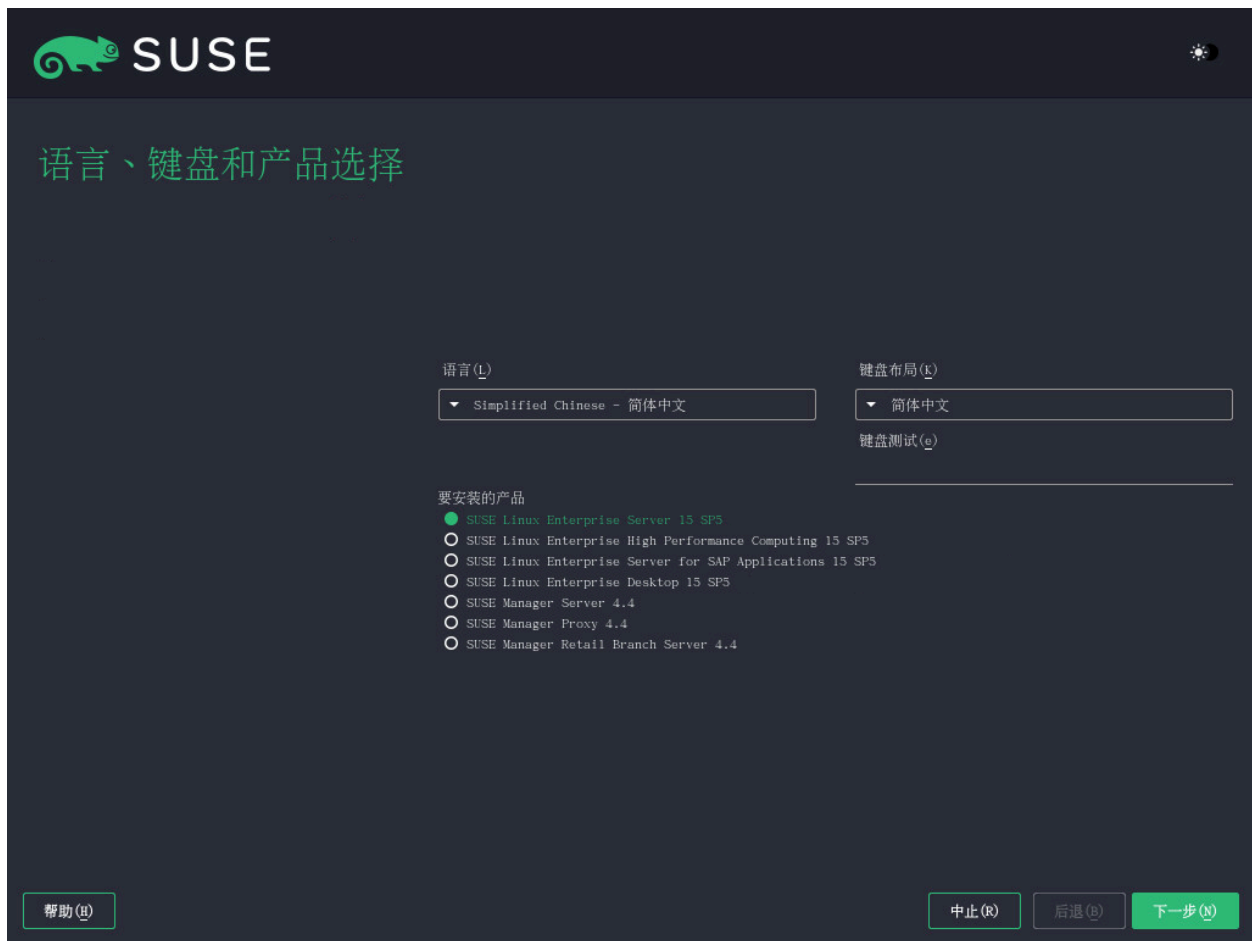 SUSE
语言、键盘和产品选择
语言(L)
键盘布局(K)
Simplified Chinese - 简体中文
简体中文
键盘测试(e)
要安装的产品
SUSE Linux Enterprise Server 15 SP5
SUSE Linux Enterprise High Performance Computing 15 SP5
SUSE Linux Enterprise Server for SAP Applications 15 SP5
SUSE Linux Enterprise Desktop 15 SP5
SUSE Manager Server 4.4
SUSE Manager Proxy 4.4
SUSE Manager Retail Branch Server 4.4
帮助(H)
中止(R)
后退(B)
下一步(N)